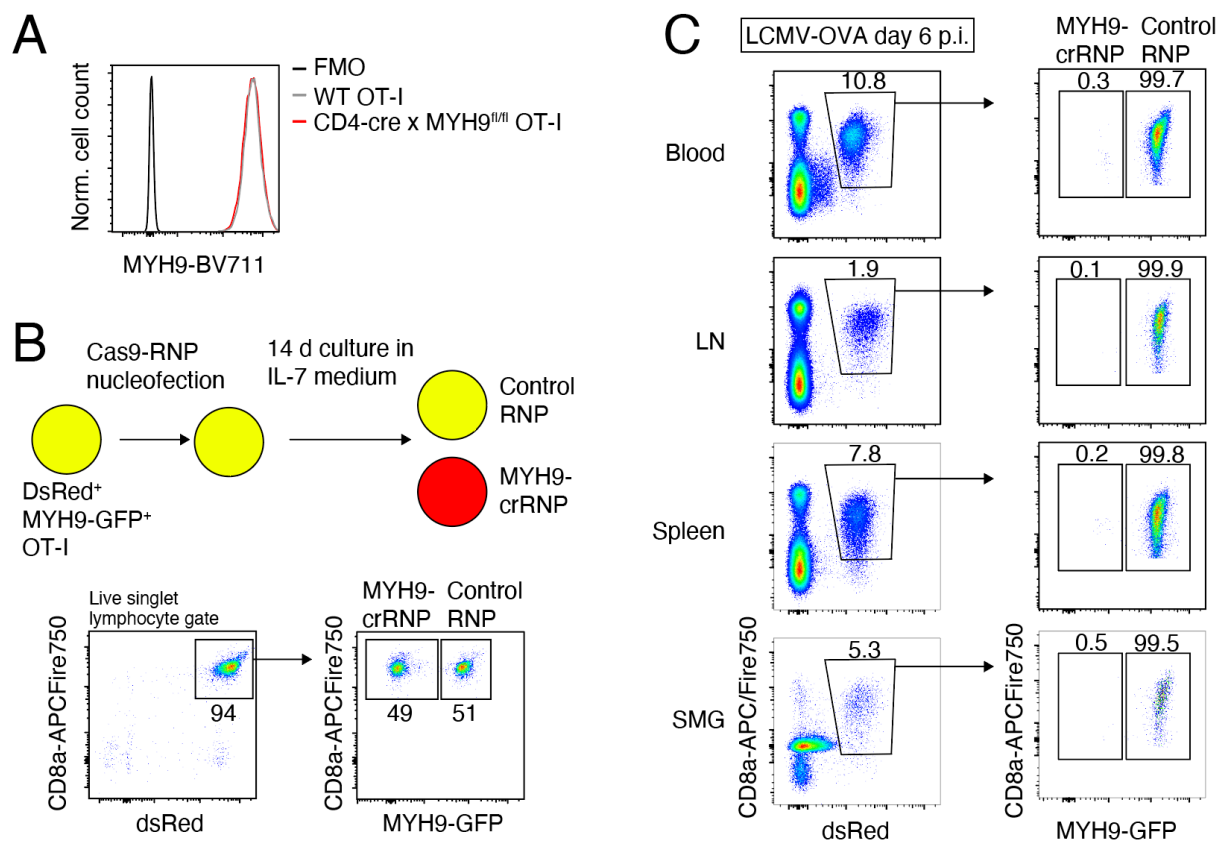 A
Norm. cell count
FMO
WT OT-I
CD4-cre x MYH9fl/fl OT-I
MYH9-BV711
B
Cas9-RNP
nucleofection
14 d culture in
IL-7 medium
Control
RNP
MYH9-
crRNP
DsRed+
MYH9-GFP+
OT-I
Live singlet
lymphocyte gate
CD8a-APCFire750
94
dsRed
MYH9-
crRNP
Control
RNP
CD8a-APCFire750
49
51
MYH9-GFP
C
LCMV-OVA day 6 p.i.
MYH9-
crRNP
Control
RNP
Blood
10.8
0.3
99.7
LN
1.9
0.1
99.9
Spleen
7.8
0.2
99.8
SMG
5.3
0.5
99.5
CD8a-APC/Fire750
dsRed
CD8a-APCFire750
MYH9-GFP